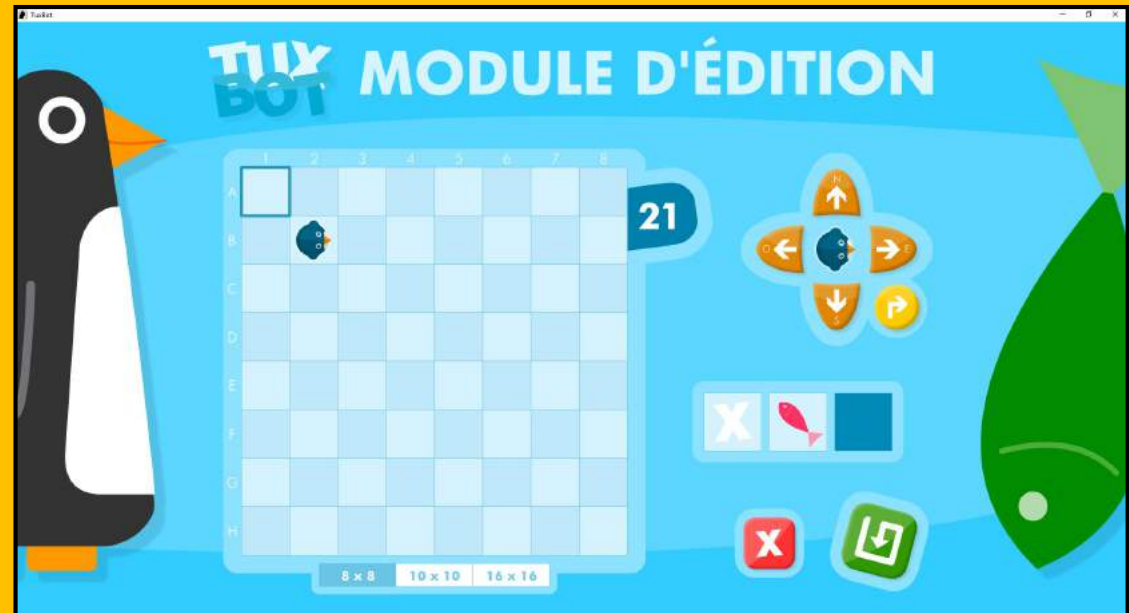 TuxBot
TUX
BOT
MODULE D'ÉDITION
1 2 3 4 5 6 7 8
A
21
B
C
D
E
F
G
H
N
O
E
S
X
X
8 x 8 10 x 10 16 x 16